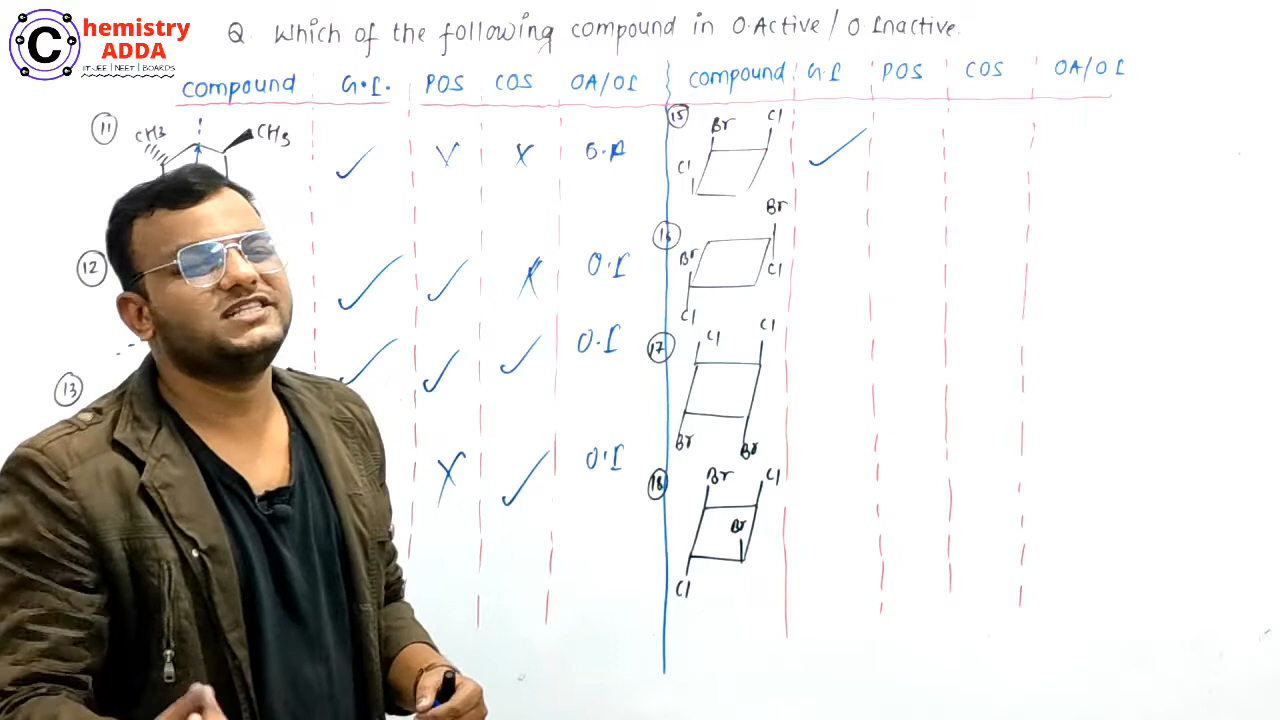 Chemistry
ADDA
IIT-JEE | NEET | BOARDS
Q. Which of the following compound in O.Active / O.Inactive.
compound G.I. POS COS OA/OI
compound G.I POS COS OA/OI
11 CH3 CH3 ✓ ✓ X O.A
12 ✓ ✓ X O.I
13 ✓ ✓ ✓ O.I
X ✓ O.I
15 Br Cl Cl ✓
16 Br Br Cl Cl
17 Cl Cl Br Br
18 Br Cl Br Cl